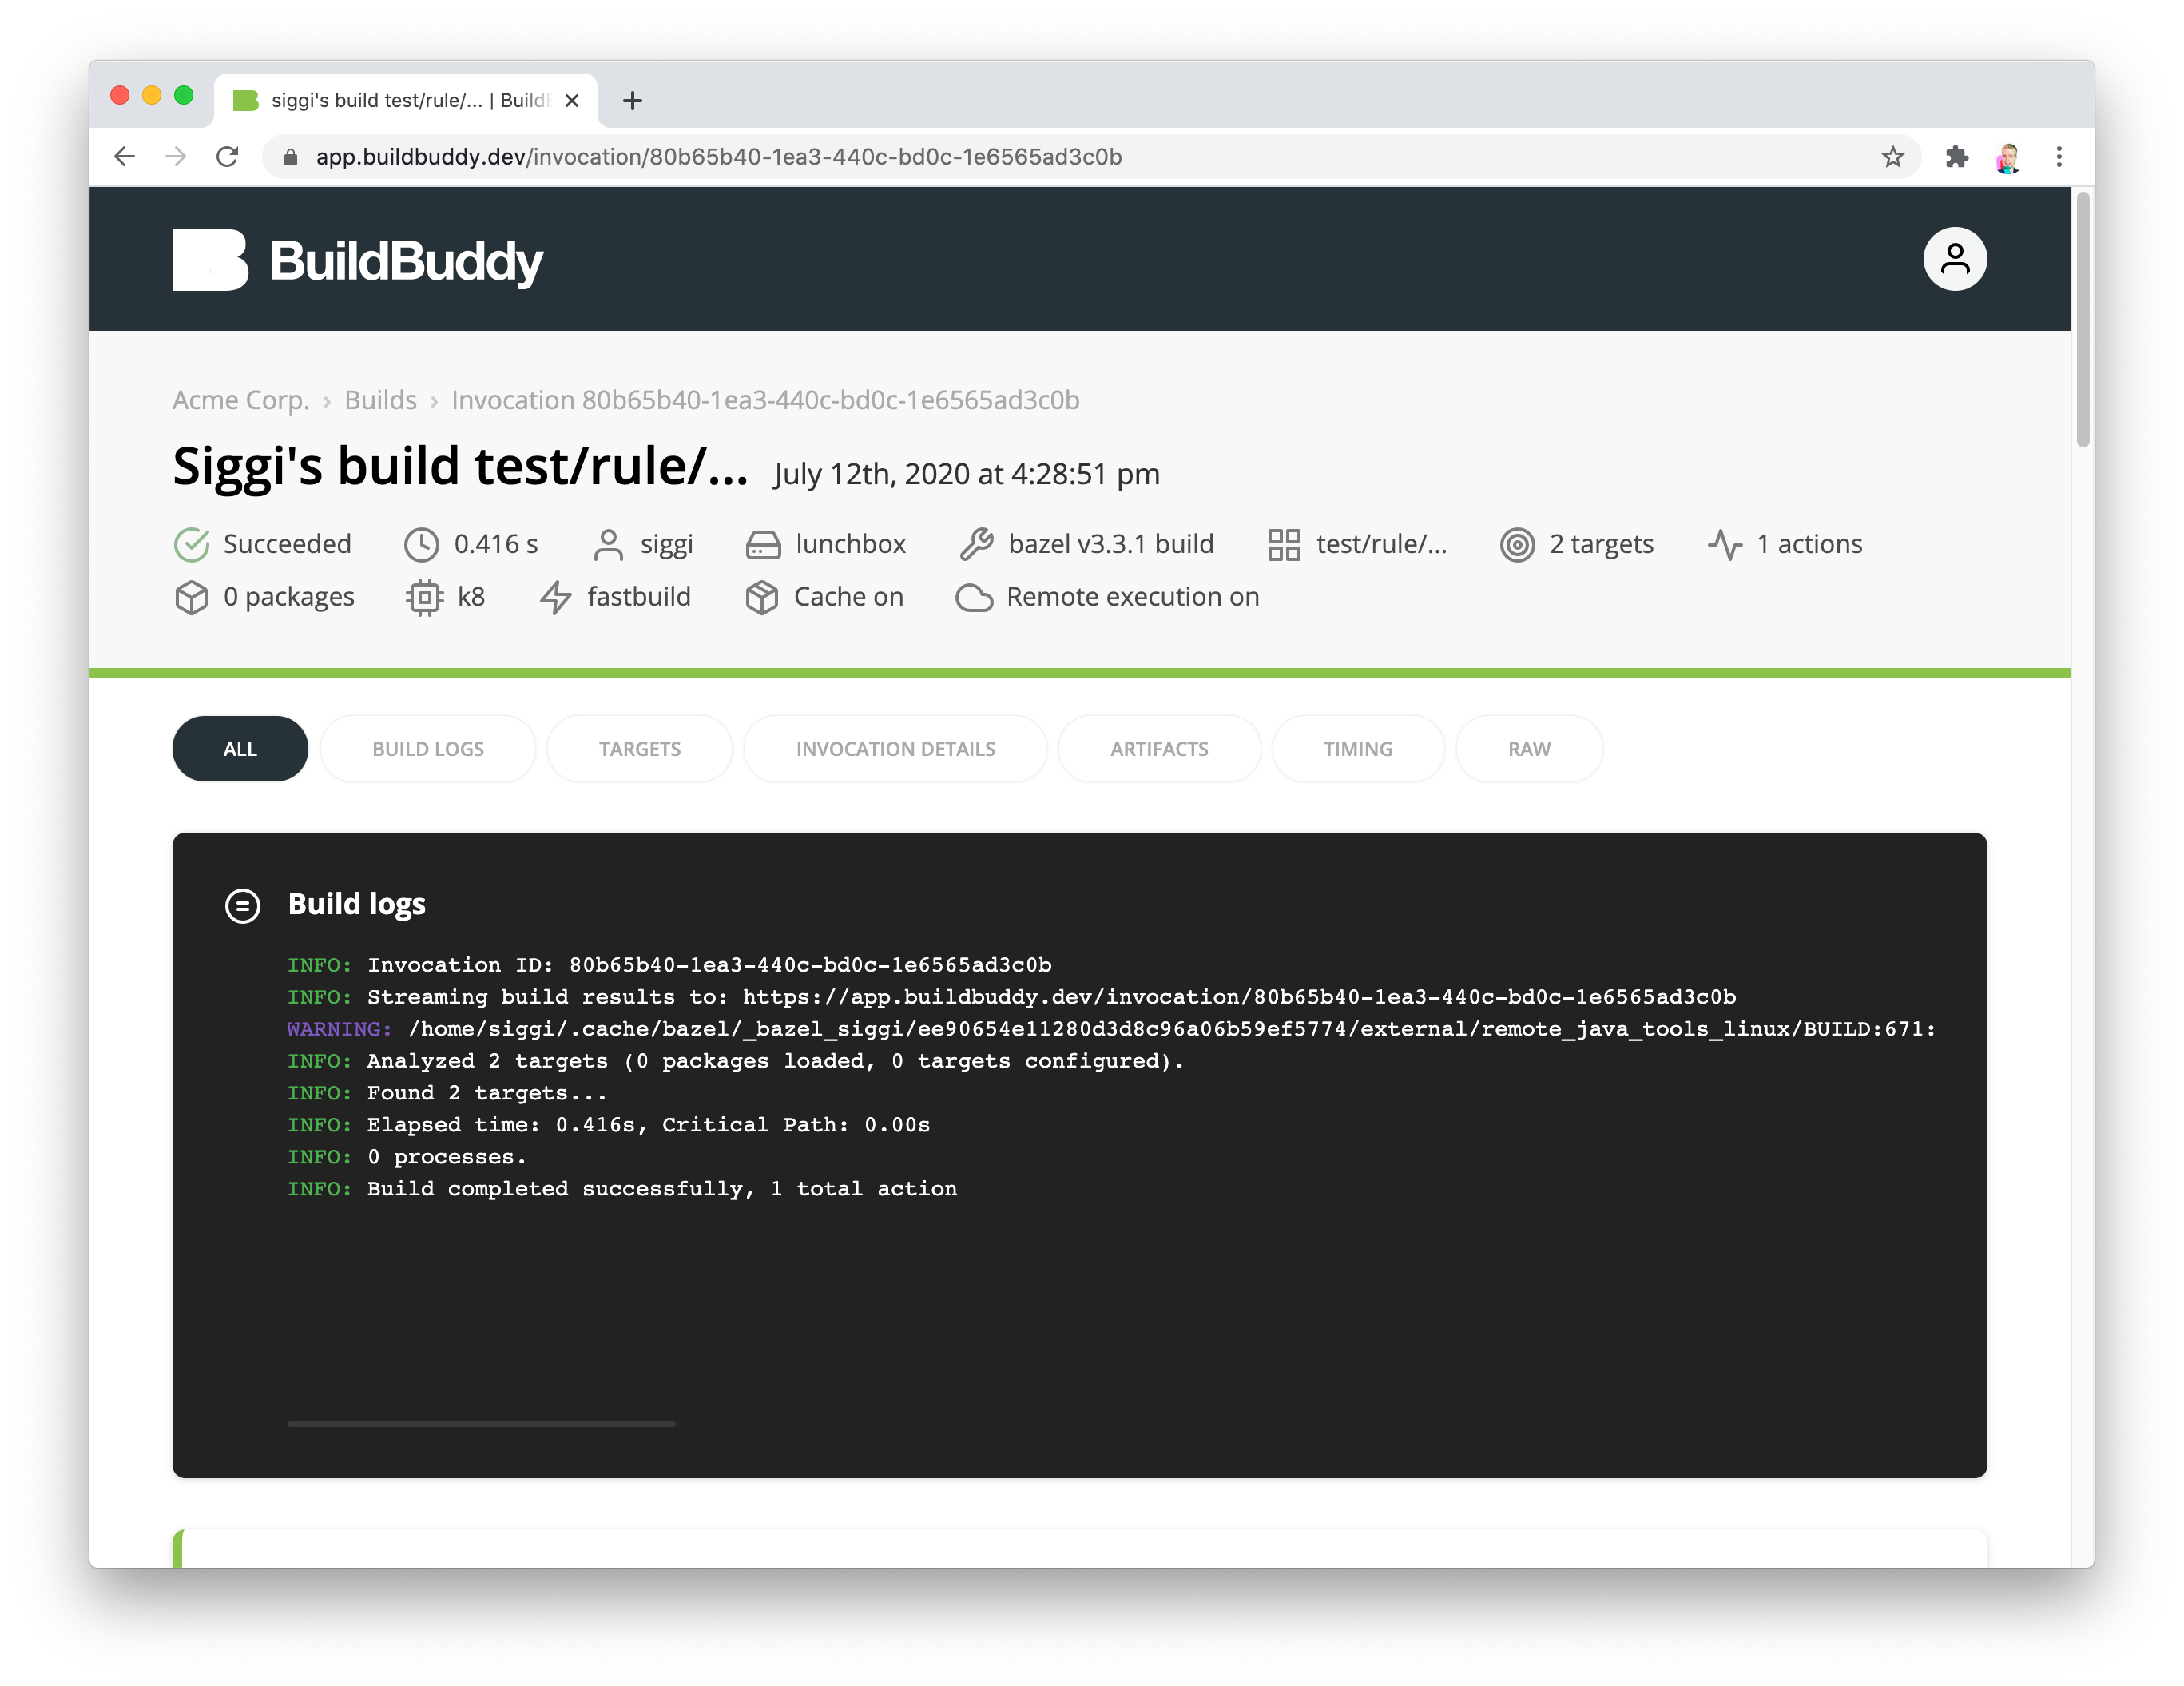 siggi's build test/rule/... | Build
app.buildbuddy.dev/invocation/80b65b40-1ea3-440c-bd0c-1e6565ad3c0b
BuildBuddy
Acme Corp. › Builds › Invocation 80b65b40-1ea3-440c-bd0c-1e6565ad3c0b
Siggi's build test/rule/... July 12th, 2020 at 4:28:51 pm
Succeeded 0.416 s siggi lunchbox bazel v3.3.1 build test/rule/... 2 targets 1 actions
0 packages k8 fastbuild Cache on Remote execution on
ALL BUILD LOGS TARGETS INVOCATION DETAILS ARTIFACTS TIMING RAW
Build logs
INFO: Invocation ID: 80b65b40-1ea3-440c-bd0c-1e6565ad3c0b
INFO: Streaming build results to: https://app.buildbuddy.dev/invocation/80b65b40-1ea3-440c-bd0c-1e6565ad3c0b
WARNING: /home/siggi/.cache/bazel/_bazel_siggi/ee90654e11280d3d8c96a06b59ef5774/external/remote_java_tools_linux/BUILD:671:
INFO: Analyzed 2 targets (0 packages loaded, 0 targets configured).
INFO: Found 2 targets...
INFO: Elapsed time: 0.416s, Critical Path: 0.00s
INFO: 0 processes.
INFO: Build completed successfully, 1 total action